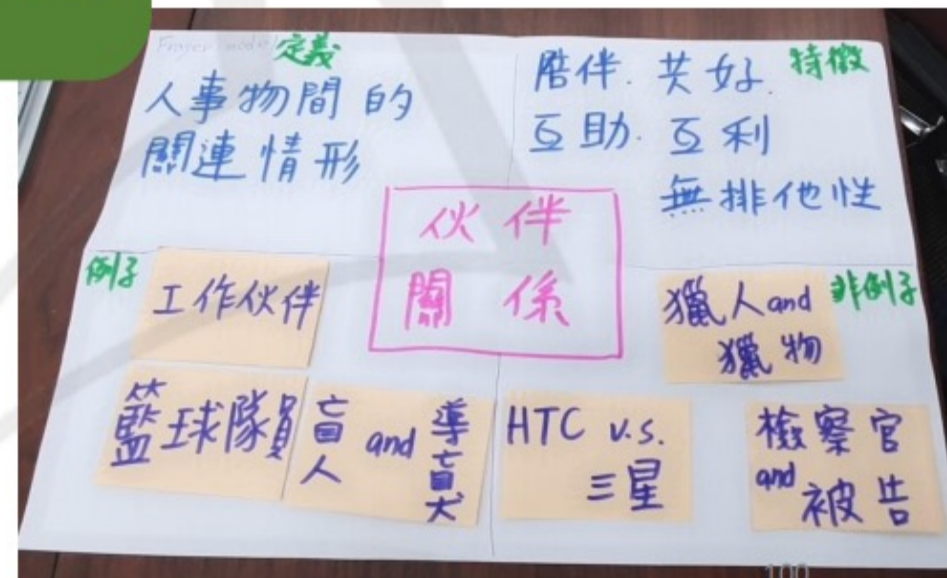 Frayer model
定義
人事物間的
關連情形
特徵
陪伴. 共好.
互助. 互利
無排他性
伙伴
關係
例子
工作伙伴
籃球隊員
盲人 and 導盲犬
非例子
獵人and
獵物
HTC v.s.
三星
檢察官
and
被告
100